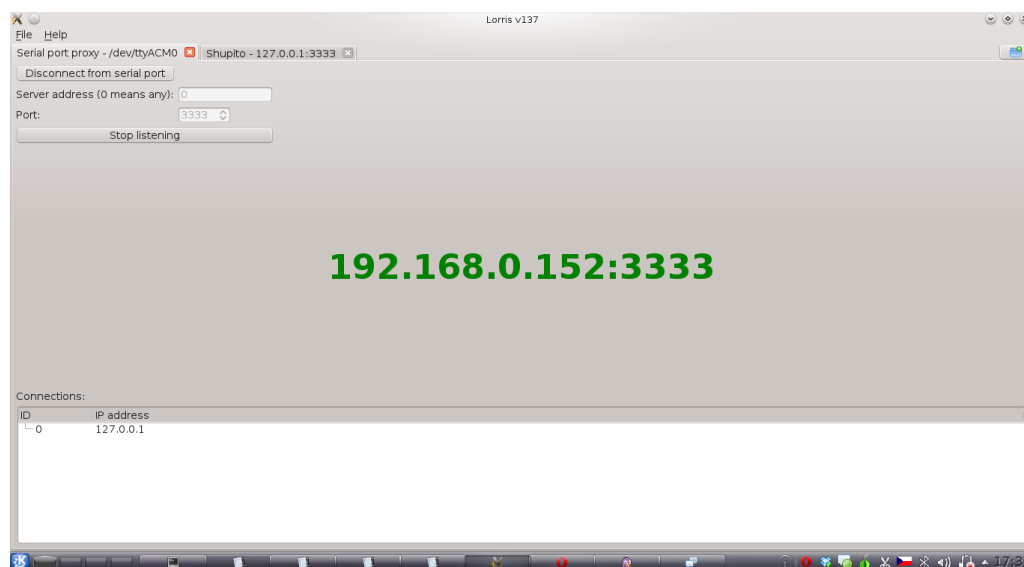 Lorris v137
File Help
Serial port proxy - /dev/ttyACM0 Shupito - 127.0.0.1:3333
Disconnect from serial port
Server address (0 means any): 0
Port: 3333
Stop listening
192.168.0.152:3333
Connections:
ID IP address
0 127.0.0.1